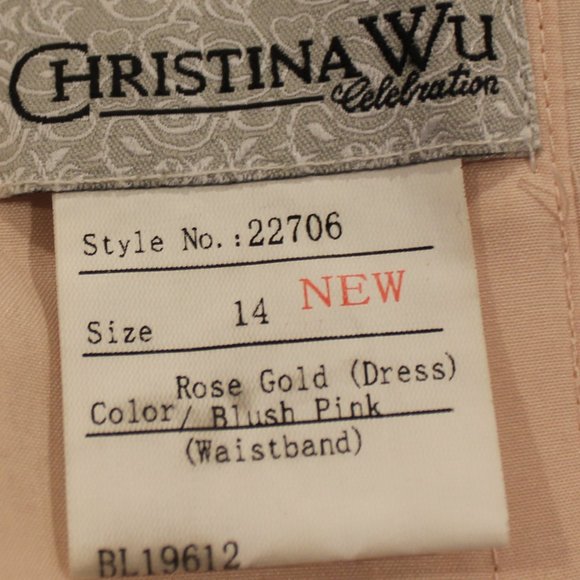 CHRISTINA WU
Celebration
Style No.:22706
Size 14 NEW
Rose Gold (Dress)
Color/ Blush Pink
(Waistband)
BL19612